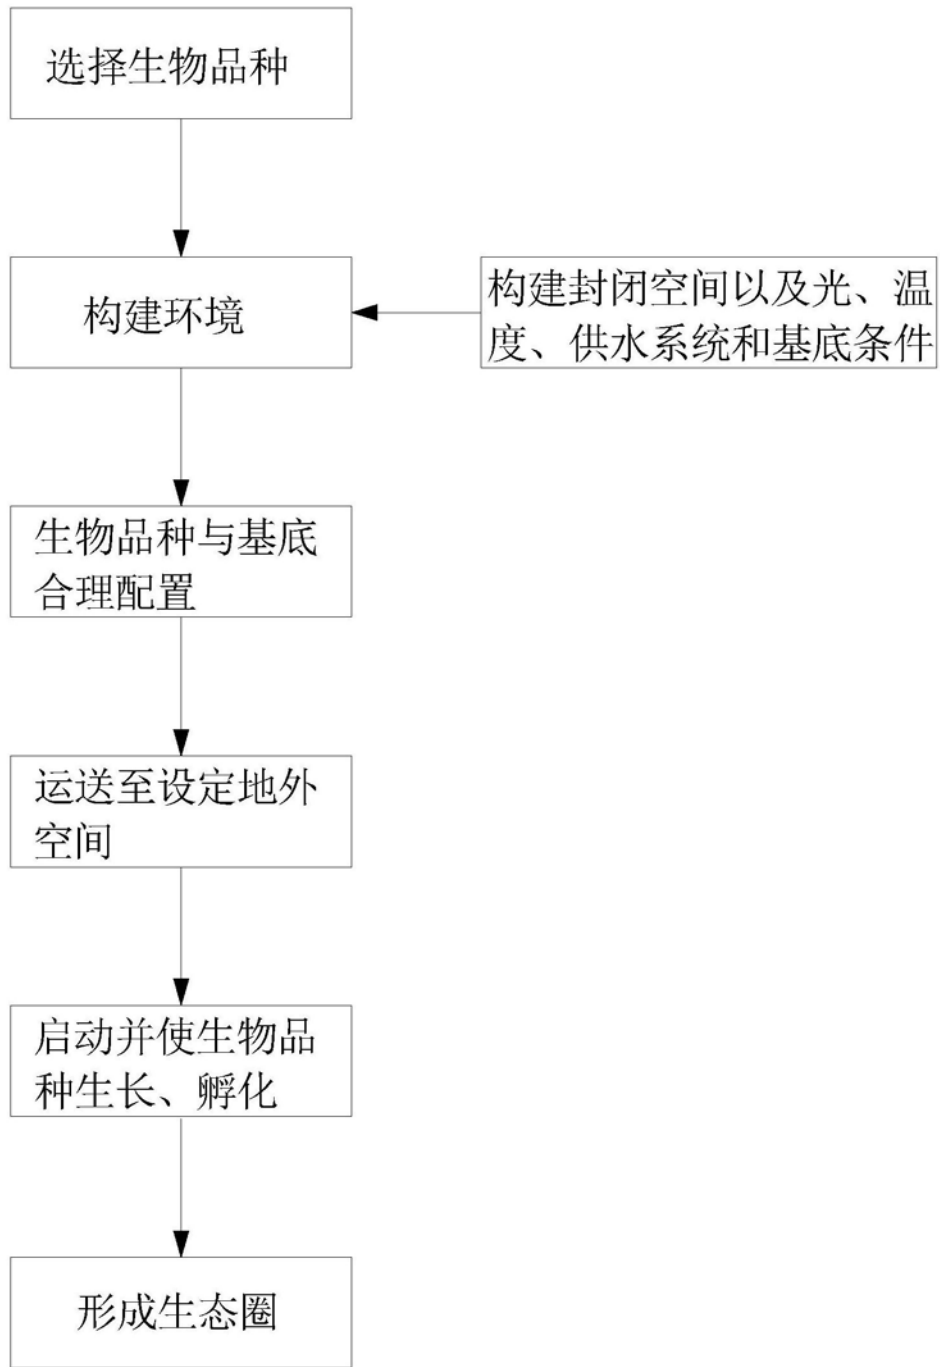 选择生物品种
构建环境
构建封闭空间以及光、温
度、供水系统和基底条件
生物品种与基底
合理配置
运送至设定地外
空间
启动并使生物品
种生长、孵化
形成生态圈